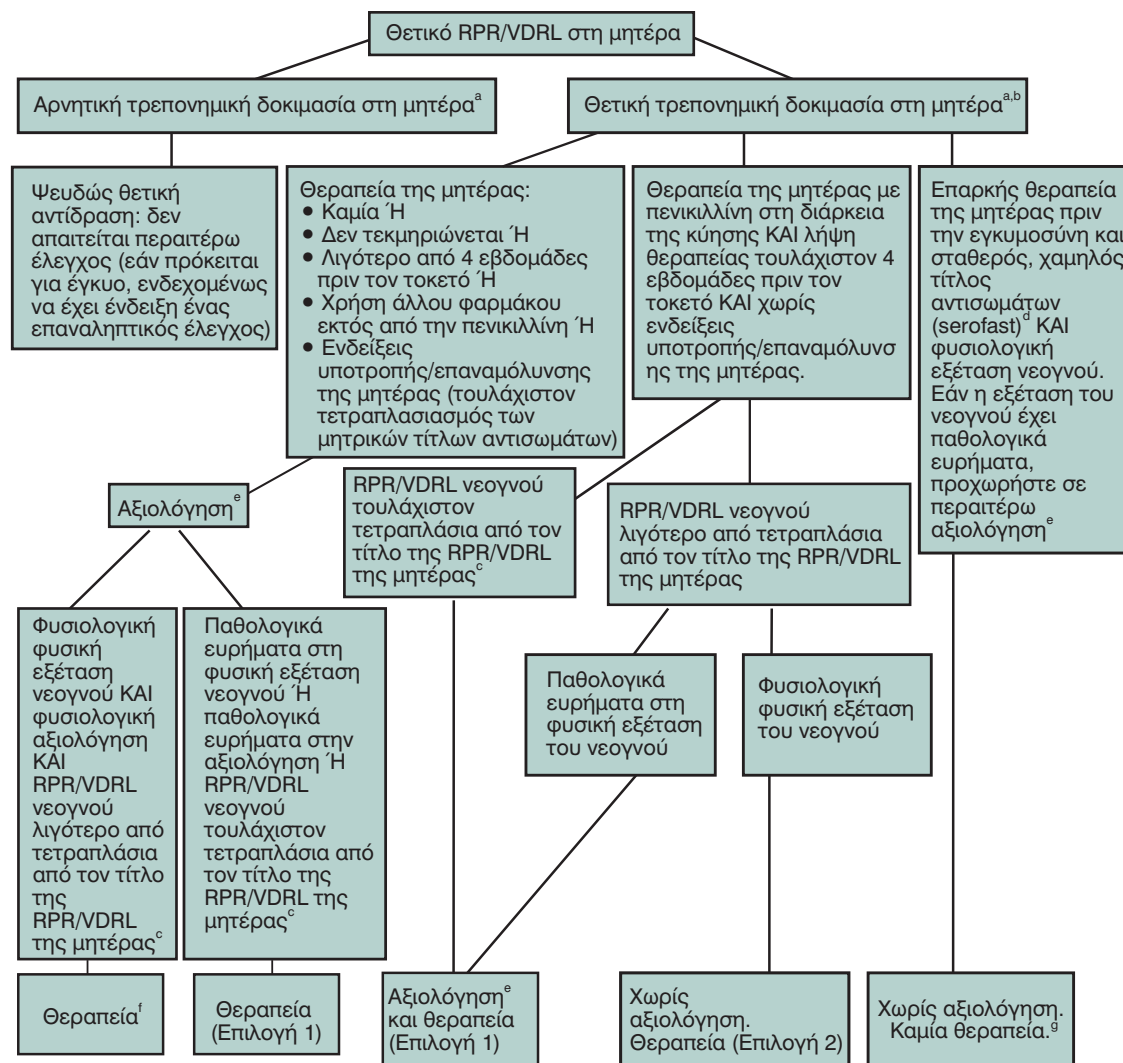 Θετικό RPR/VDRL στη μητέρα
Αρνητική τρεπονημική δοκιμασία στη μητέραᵃ
Θετική τρεπονημική δοκιμασία στη μητέραᵃ,ᵇ
Ψευδώς θετική
αντίδραση: δεν
απαιτείται περαιτέρω
έλεγχος (εάν πρόκειται
για έγκυο, ενδεχομένως
να έχει ένδειξη ένας
επαναληπτικός έλεγχος)
Θεραπεία της μητέρας:
● Καμία Ή
● Δεν τεκμηριώνεται Ή
● Λιγότερο από 4 εβδομάδες
πριν τον τοκετό Ή
● Χρήση άλλου φαρμάκου
εκτός από την πενικιλλίνη Ή
● Ενδείξεις
υποτροπής/επαναμόλυνσης
της μητέρας (τουλάχιστον
τετραπλασιασμός των
μητρικών τίτλων αντισωμάτων)
Θεραπεία της μητέρας με
πενικιλλίνη στη διάρκεια
της κύησης ΚΑΙ λήψη
θεραπείας τουλάχιστον 4
εβδομάδες πριν τον
τοκετό ΚΑΙ χωρίς
ενδείξεις
υποτροπής/επαναμόλυνσ
ης της μητέρας.
Επαρκής θεραπεία
της μητέρας πριν
την εγκυμοσύνη και
σταθερός, χαμηλός
τίτλος
αντισωμάτων
(serofast)ᵈ ΚΑΙ
φυσιολογική
εξέταση νεογνού.
Εάν η εξέταση του
νεογνού έχει
παθολογικά
ευρήματα,
προχωρήστε σε
περαιτέρω
αξιολόγησηᵉ
Αξιολόγησηᵉ
RPR/VDRL νεογνού
τουλάχιστον
τετραπλάσια από τον
τίτλο της RPR/VDRL
της μητέραςᶜ
RPR/VDRL νεογνού
λιγότερο από τετραπλάσια
από τον τίτλο της RPR/VDRL
της μητέρας
Φυσιολογική
φυσική
εξέταση
νεογνού ΚΑΙ
φυσιολογική
αξιολόγηση
ΚΑΙ
RPR/VDRL
νεογνού
λιγότερο από
τετραπλάσια
από τον τίτλο
της
RPR/VDRL
της μητέραςᶜ
Παθολογικά
ευρήματα στη
φυσική εξέταση
νεογνού Ή
παθολογικά
ευρήματα στην
αξιολόγηση Ή
RPR/VDRL
νεογνού
τουλάχιστον
τετραπλάσια από
τον τίτλο της
RPR/VDRL της
μητέραςᶜ
Παθολογικά
ευρήματα στη
φυσική εξέταση
του νεογνού
Φυσιολογική
φυσική εξέταση
του νεογνού
Θεραπείαᶠ
Θεραπεία
(Επιλογή 1)
Αξιολόγησηᵉ
και θεραπεία
(Επιλογή 1)
Χωρίς
αξιολόγηση.
Θεραπεία (Επιλογή 2)
Χωρίς αξιολόγηση.
Καμία θεραπεία.ᵍ